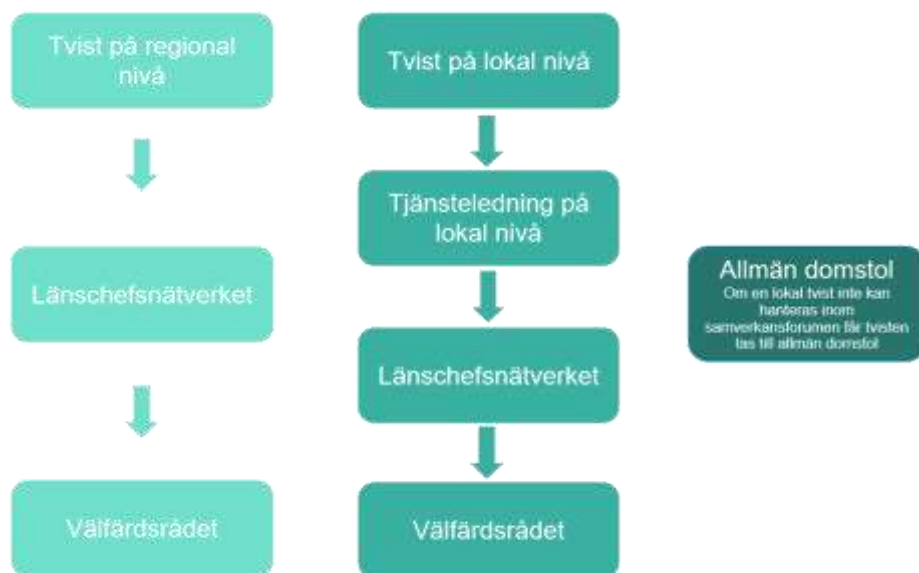 Tvist på regional
nivå
Länschefsnätverket
Välfärdsrådet
Tvist på lokal nivå
Tjänsteledning på
lokal nivå
Länschefsnätverket
Välfärdsrådet
Allmän domstol
Om en lokal tvist inte kan
hanteras inom
samverkansforumen får tvisten
tas till allmän domstol